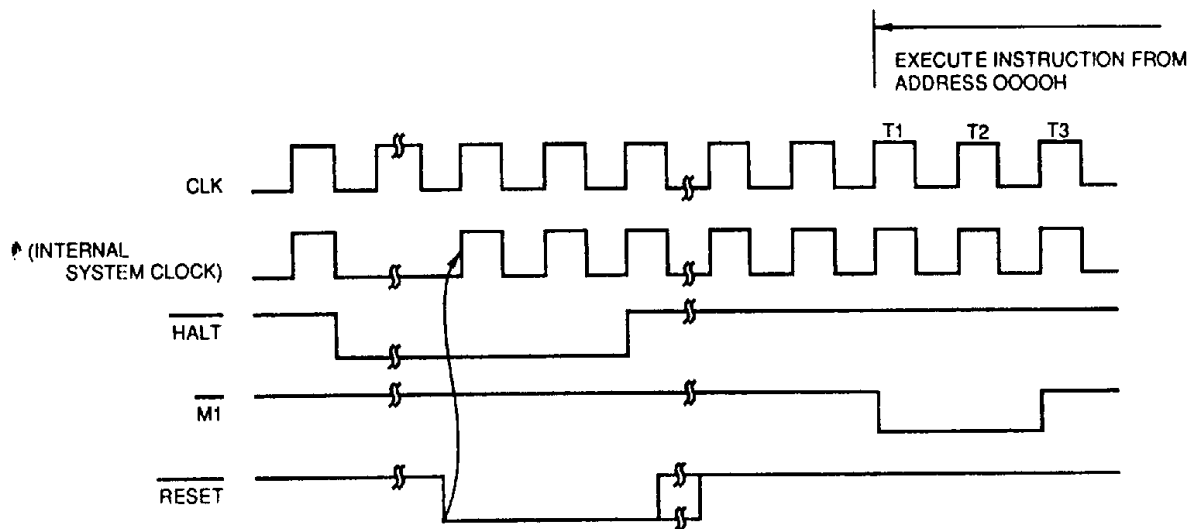 EXECUTE INSTRUCTION FROM
ADDRESS OOOOH
T1 T2 T3
CLK
(INTERNAL
SYSTEM CLOCK)
HALT
M1
RESET